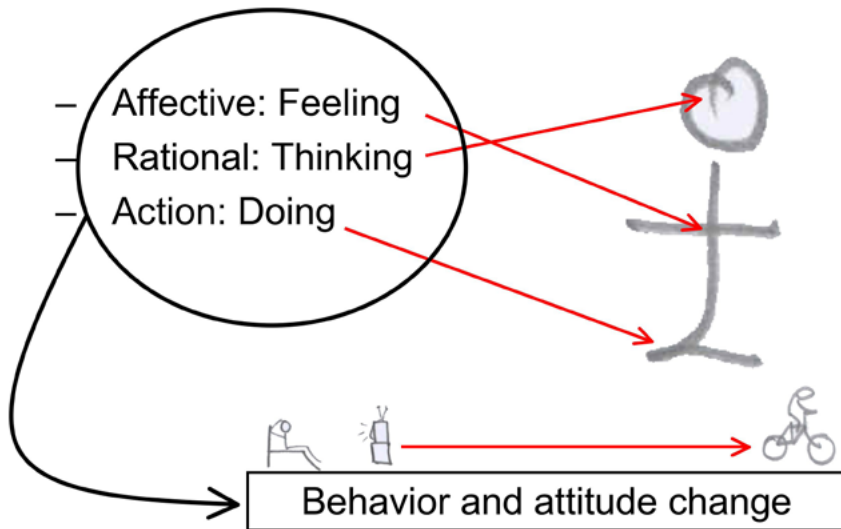 – Affective: Feeling
– Rational: Thinking
– Action: Doing
Behavior and attitude change